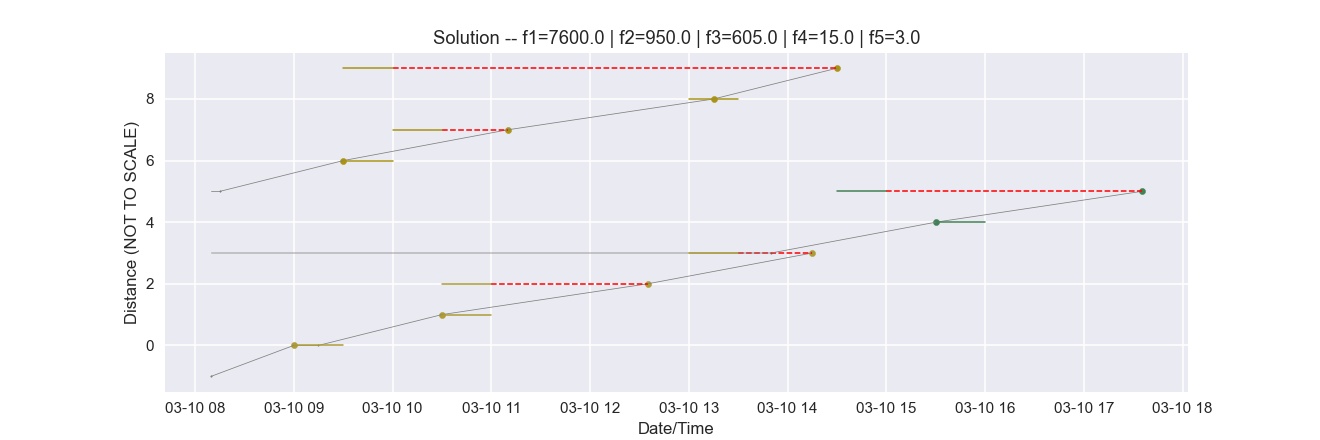 Solution -- f1=7600.0 | f2=950.0 | f3=605.0 | f4=15.0 | f5=3.0
Distance (NOT TO SCALE)
8
6
4
2
0
03-10 08 03-10 09 03-10 10 03-10 11 03-10 12 03-10 13 03-10 14 03-10 15 03-10 16 03-10 17 03-10 18
Date/Time